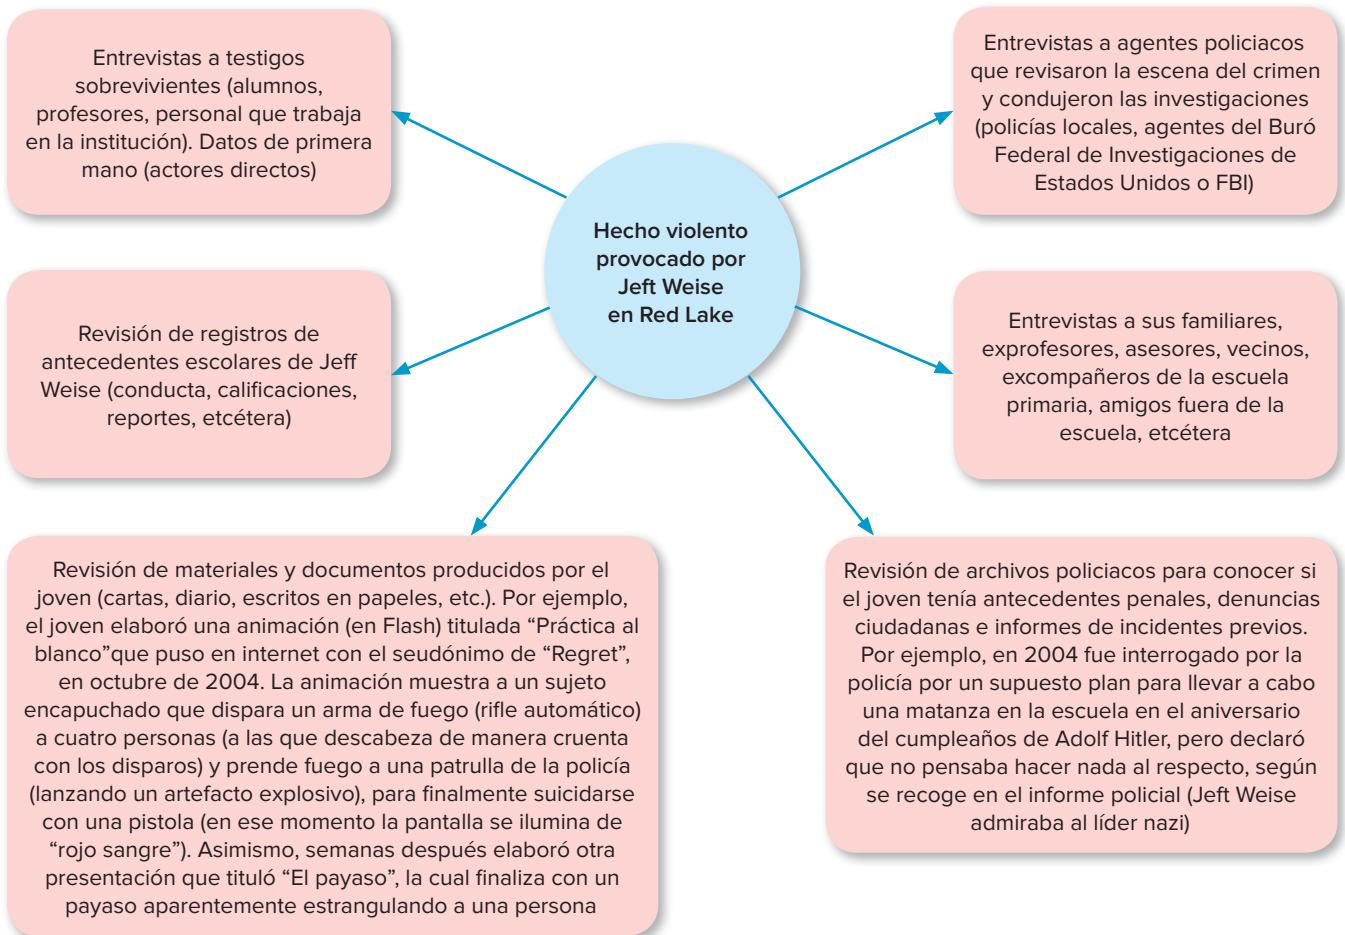 Entrevistas a testigos
sobrevivientes (alumnos,
profesores, personal que trabaja
en la institución). Datos de primera
mano (actores directos)
Entrevistas a agentes policiacos
que revisaron la escena del crimen
y condujeron las investigaciones
(policías locales, agentes del Buró
Federal de Investigaciones de
Estados Unidos o FBI)
Hecho violento
provocado por
Jeft Weise
en Red Lake
Revisión de registros de
antecedentes escolares de Jeff
Weise (conducta, calificaciones,
reportes, etcétera)
Entrevistas a sus familiares,
exprofesores, asesores, vecinos,
excompañeros de la escuela
primaria, amigos fuera de la
escuela, etcétera
Revisión de materiales y documentos producidos por el
joven (cartas, diario, escritos en papeles, etc.). Por ejemplo,
el joven elaboró una animación (en Flash) titulada “Práctica al
blanco”que puso en internet con el seudónimo de “Regret”,
en octubre de 2004. La animación muestra a un sujeto
encapuchado que dispara un arma de fuego (rifle automático)
a cuatro personas (a las que descabeza de manera cruenta
con los disparos) y prende fuego a una patrulla de la policía
(lanzando un artefacto explosivo), para finalmente suicidarse
con una pistola (en ese momento la pantalla se ilumina de
“rojo sangre”). Asimismo, semanas después elaboró otra
presentación que tituló “El payaso”, la cual finaliza con un
payaso aparentemente estrangulando a una persona
Revisión de archivos policiacos para conocer si
el joven tenía antecedentes penales, denuncias
ciudadanas e informes de incidentes previos.
Por ejemplo, en 2004 fue interrogado por la
policía por un supuesto plan para llevar a cabo
una matanza en la escuela en el aniversario
del cumpleaños de Adolf Hitler, pero declaró
que no pensaba hacer nada al respecto, según
se recoge en el informe policial (Jeft Weise
admiraba al líder nazi)